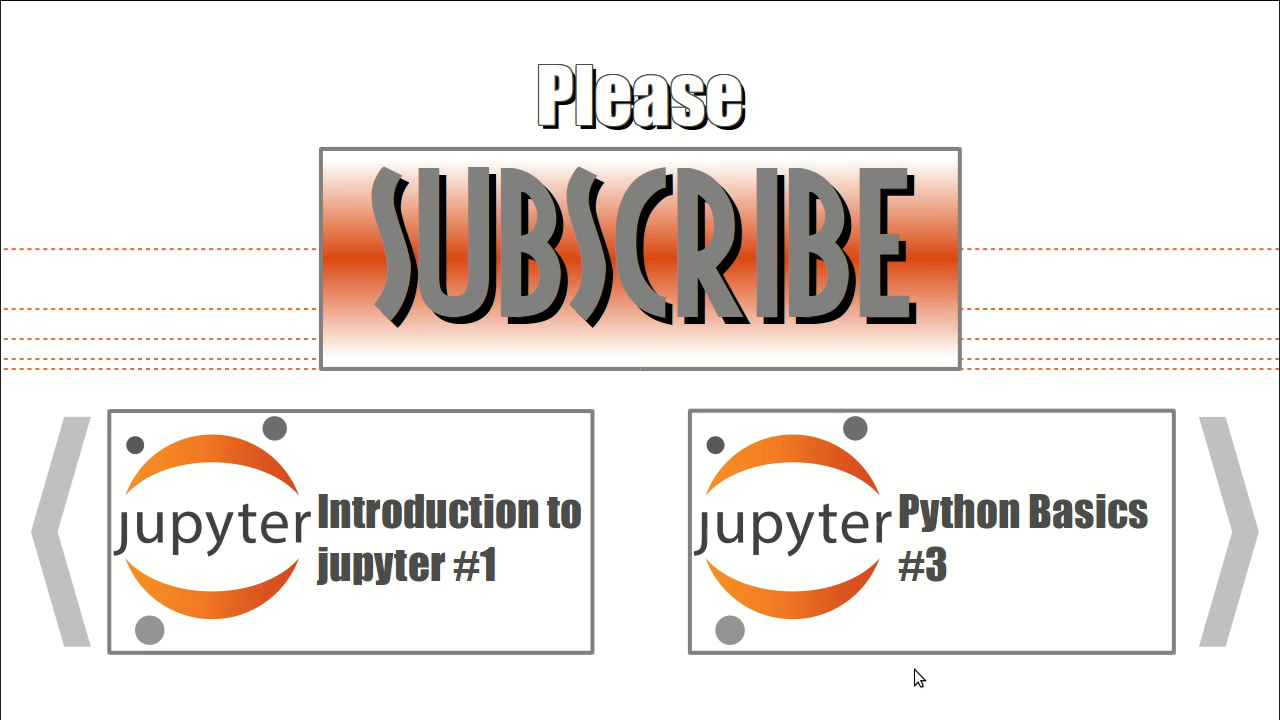 Please
SUBSCRIBE
jupyter
Introduction to
jupyter #1
jupyter
Python Basics
#3